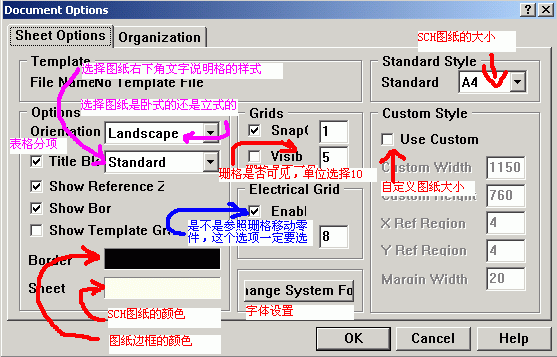 Document Options
Sheet Options
Organization
SCH图纸的大小
Template
选择图纸右下角文字说明格的样式
File Name
No Template File
Standard Style
Standard
A4
选择图纸是卧式的还是立式的
Options
Orientation
Landscape
表格分项
Title Bl
Standard
Show Reference Z
Show Bor
Show Template Gr
Border
Sheet
SCH图纸的颜色
图纸边框的颜色
Grids
Snap
1
Visib
5
珊格是否可见，单位选择10
Electrical Grid
Enabl
是不是参照珊格移动零件，这个选项一定要选
8
ange System Fo
字体设置
Custom Style
Use Custom
Custom Width
1150
自定义图纸大小
760
X Ref Region
4
Y Ref Region
4
Margin Width
20
OK
Cancel
Help